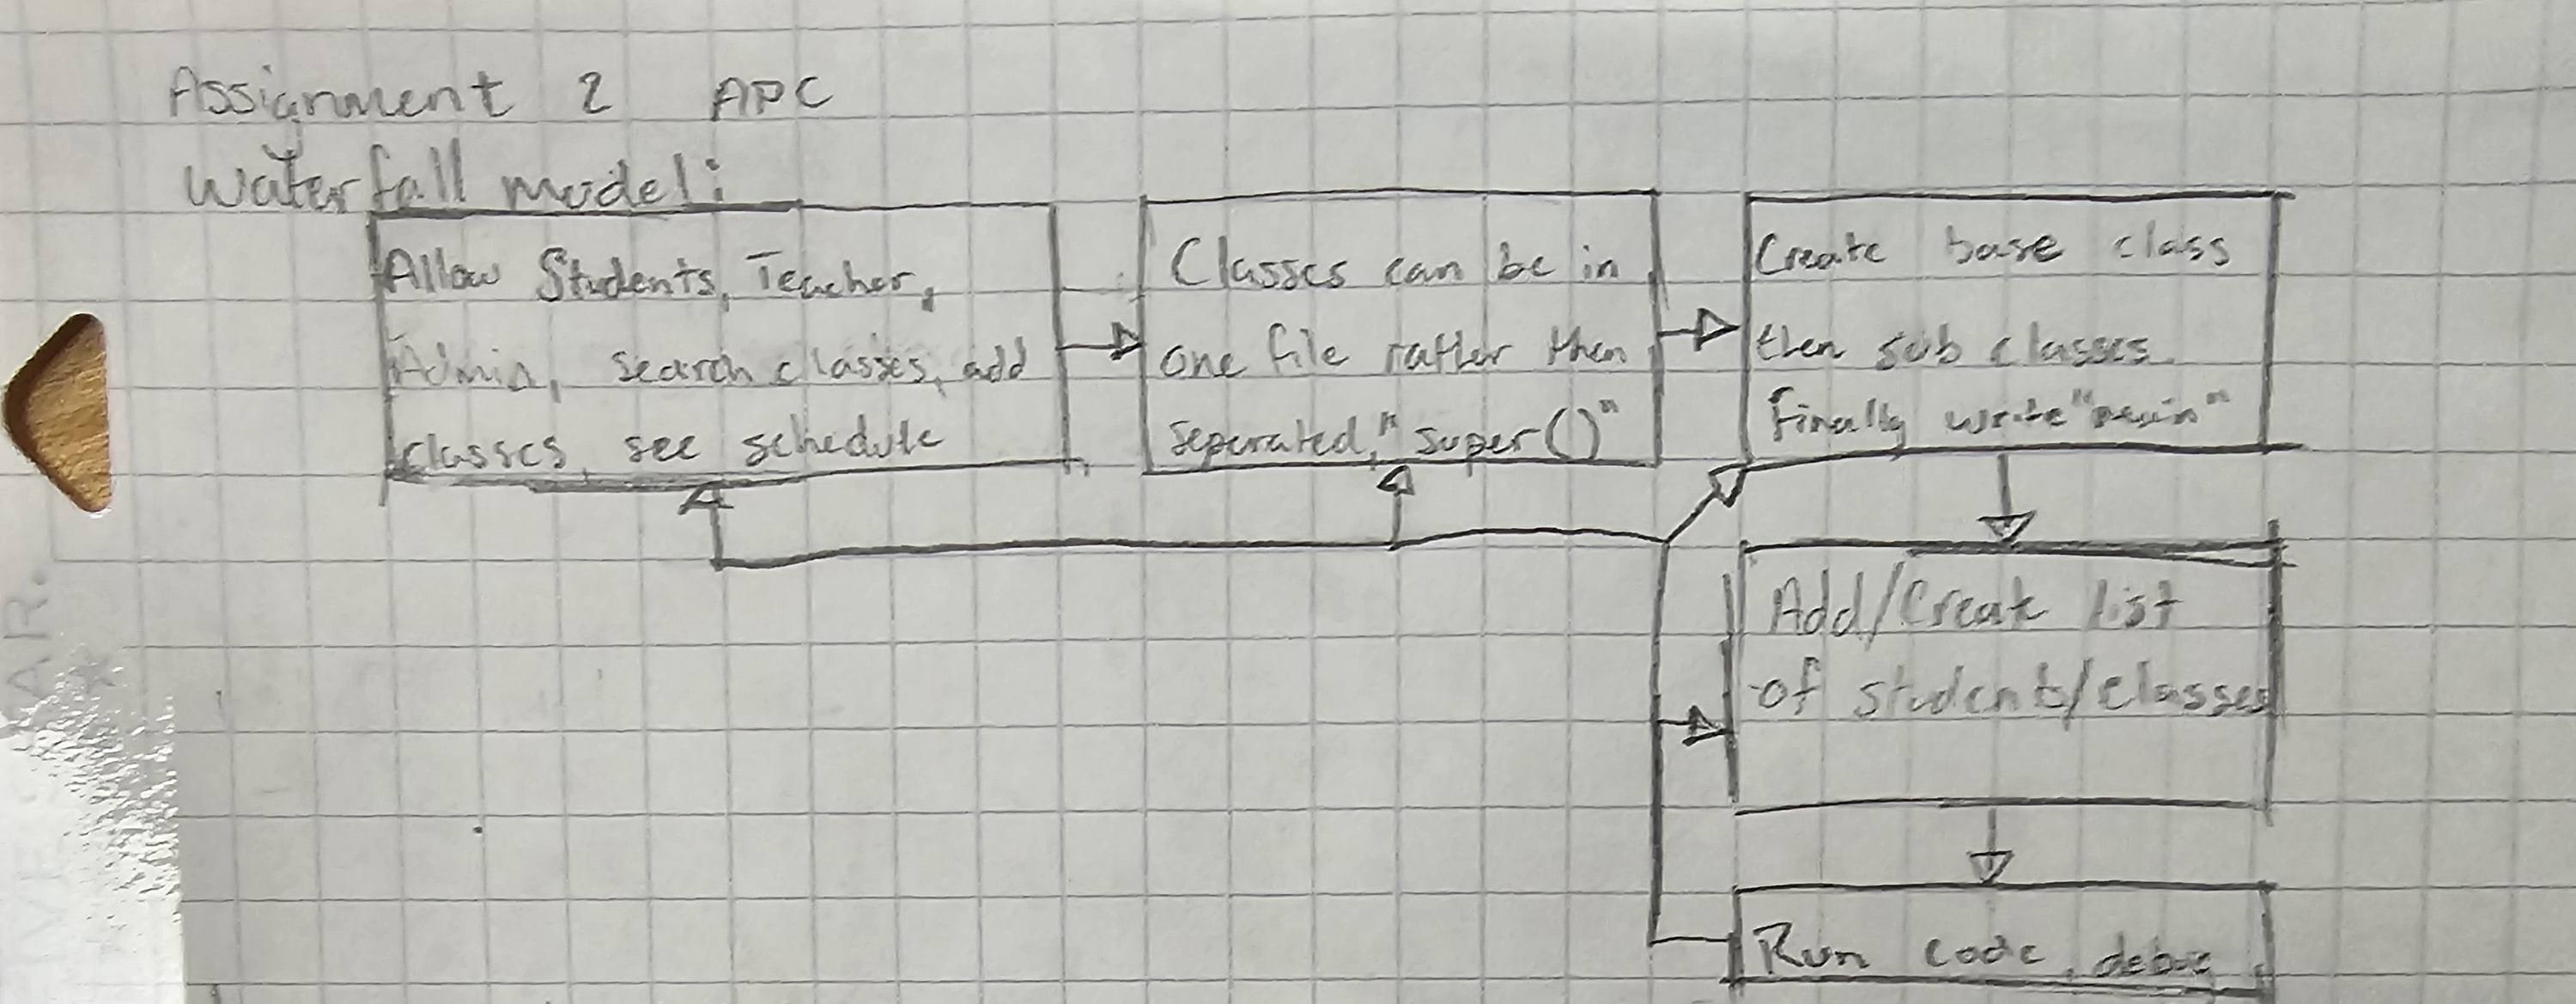 Assignment 2 APC
Waterfall model:
Allow Students, Teacher,
Admin, search classes, add
classes, see schedule
Classes can be in
one file rather then
seperated, "super()"
Create base class
then sub classes.
Finally write "main"
Add/Create list
of students/classes
Run code, debug
AR.